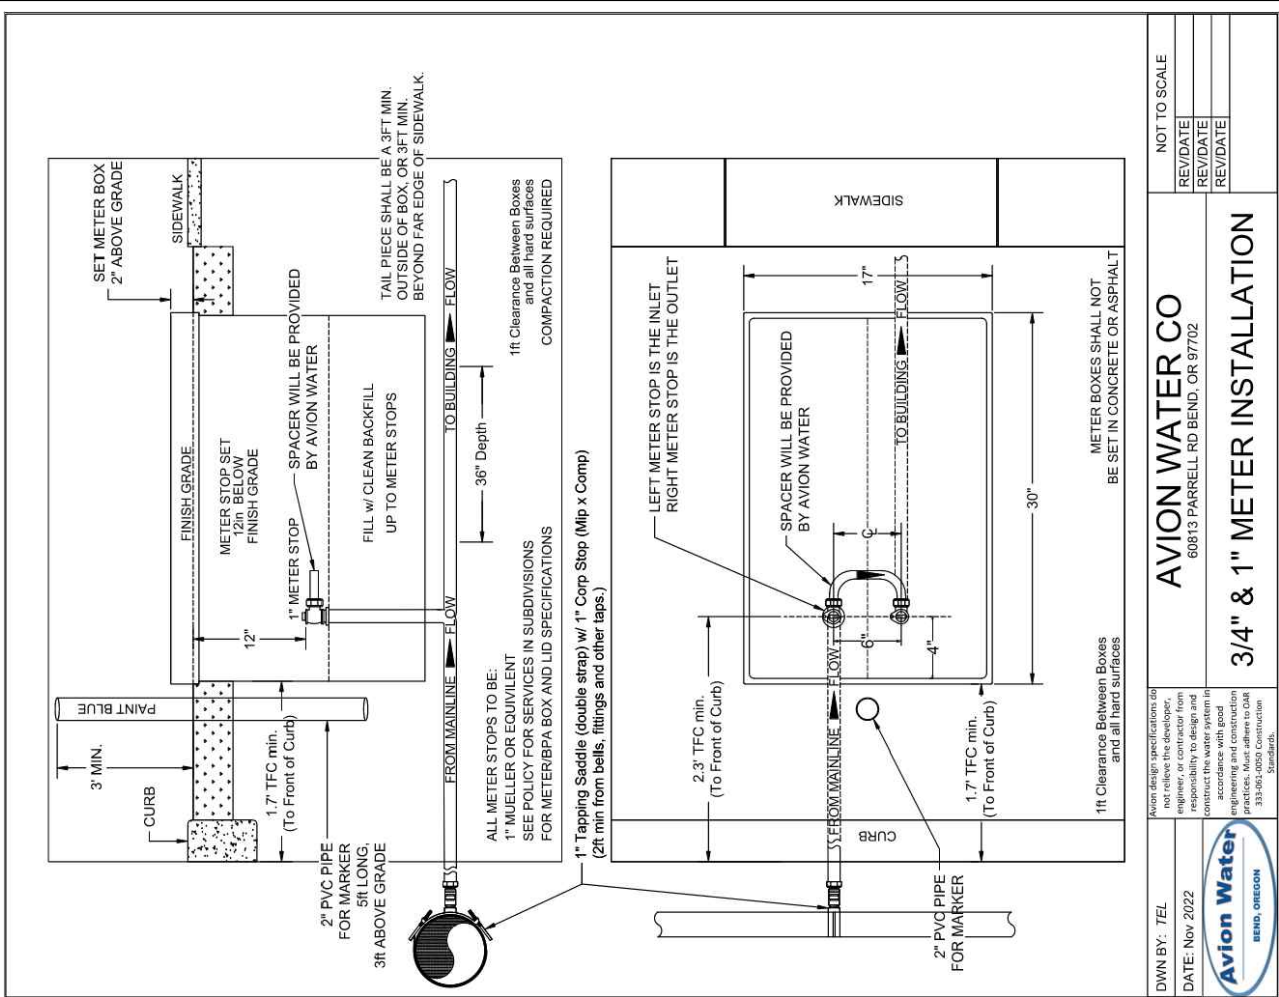 SET METER BOX
2" ABOVE GRADE
SIDEWALK
TAIL PIECE SHALL BE A 3FT MIN.
OUTSIDE OF BOX, OR 3FT MIN.
BEYOND FAR EDGE OF SIDEWALK.
FINISH GRADE
METER STOP SET
12in BELOW
FINISH GRADE
SPACER WILL BE PROVIDED
BY AVION WATER
1" METER STOP
12"
FILL w/ CLEAN BACKFILL
UP TO METER STOPS
PAINT BLUE
3' MIN.
CURB
1.7' TFC min.
(To Front of Curb)
2" PVC PIPE
FOR MARKER
5ft LONG,
3ft ABOVE GRADE
FROM MAINLINE
FLOW
TO BUILDING
FLOW
36" Depth
1ft Clearance Between Boxes
and all hard surfaces
COMPACTION REQUIRED
ALL METER STOPS TO BE:
1" MUELLER OR EQUIVILENT
SEE POLICY FOR SERVICES IN SUBDIVISIONS
FOR METER/BPA BOX AND LID SPECIFICATIONS
1" Tapping Saddle (double strap) w/ 1" Corp Stop (Mip x Comp)
(2ft min from bells, fittings and other taps.)
LEFT METER STOP IS THE INLET
RIGHT METER STOP IS THE OUTLET
SIDEWALK
17"
SPACER WILL BE PROVIDED
BY AVION WATER
TO BUILDING
FLOW
2.3' TFC min.
(To Front of Curb)
6"
4"
FROM MAINLINE
FLOW
CURB
2" PVC PIPE
FOR MARKER
1.7' TFC min.
(To Front of Curb)
30"
1ft Clearance Between Boxes
and all hard surfaces
METER BOXES SHALL NOT
BE SET IN CONCRETE OR ASPHALT
DWN BY: TEL
DATE: Nov 2022
Avion Water
BEND, OREGON
Avion design specifications do
not relieve the developer,
engineer, or contractor from
responsibility to design and
construct the water system in
accordance with good
engineering and construction
practices. Must adhere to OAR
333-061-0050 Construction
Standards.
AVION WATER CO
60813 PARRELL RD BEND, OR 97702
3/4" & 1" METER INSTALLATION
NOT TO SCALE
REV/DATE
REV/DATE
REV/DATE